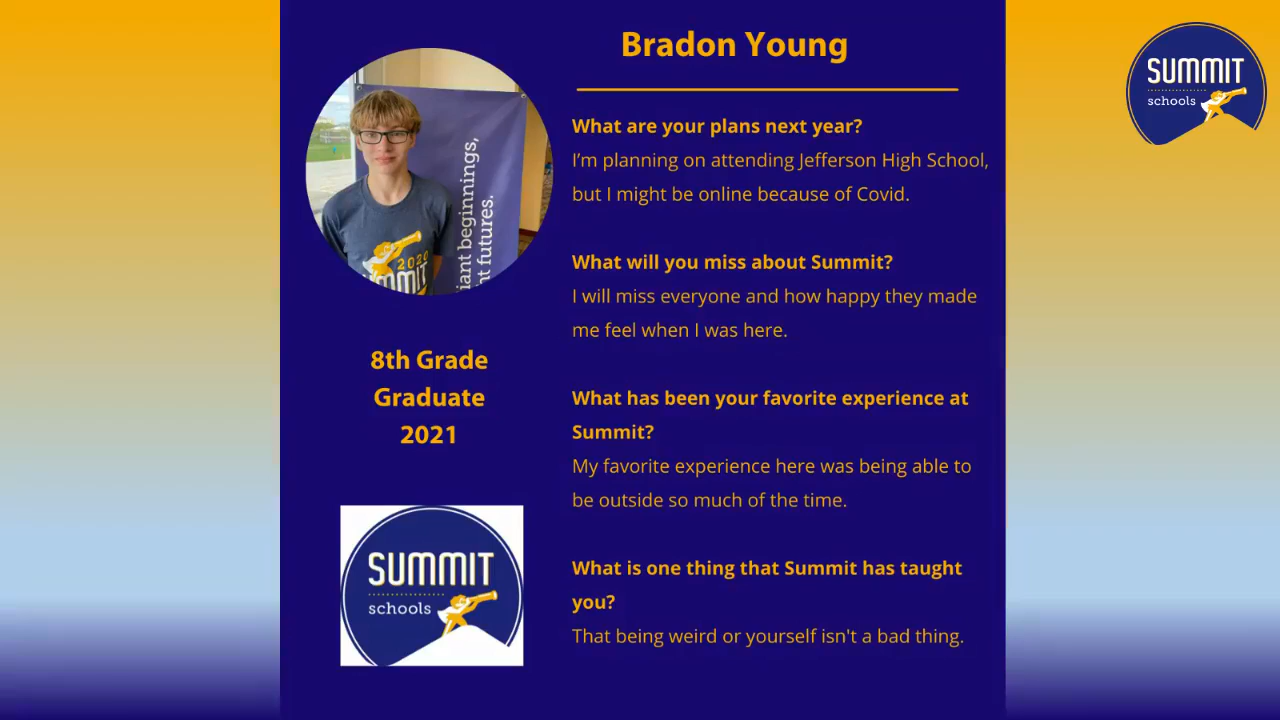 Bradon Young
SUMMIT
schools
What are your plans next year?
I'm planning on attending Jefferson High School,
but I might be online because of Covid.
What will you miss about Summit?
I will miss everyone and how happy they made
me feel when I was here.
What has been your favorite experience at
Summit?
My favorite experience here was being able to
be outside so much of the time.
What is one thing that Summit has taught
you?
That being weird or yourself isn't a bad thing.
beginnings,
futures.
2020
8th Grade
Graduate
2021
SUMMIT
schools